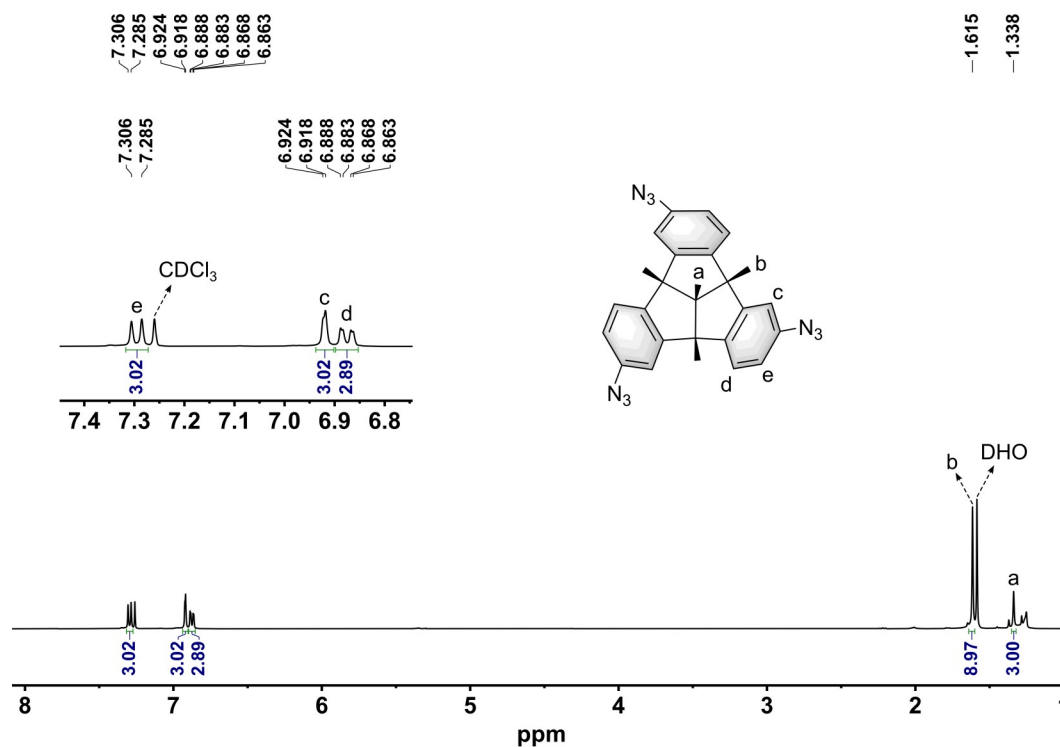 7.306
7.285
6.924
6.918
6.888
6.883
6.868
6.863
1.615
1.338
7.306
7.285
6.924
6.918
6.888
6.883
6.868
6.863
CDCl3
e
c
d
3.02
3.02
2.89
7.4 7.3 7.2 7.1 7.0 6.9 6.8
N3
a
b
c
N3
e
d
N3
b
DHO
a
3.02
3.02
2.89
8.97
3.00
8 7 6 5 4 3 2 1
ppm